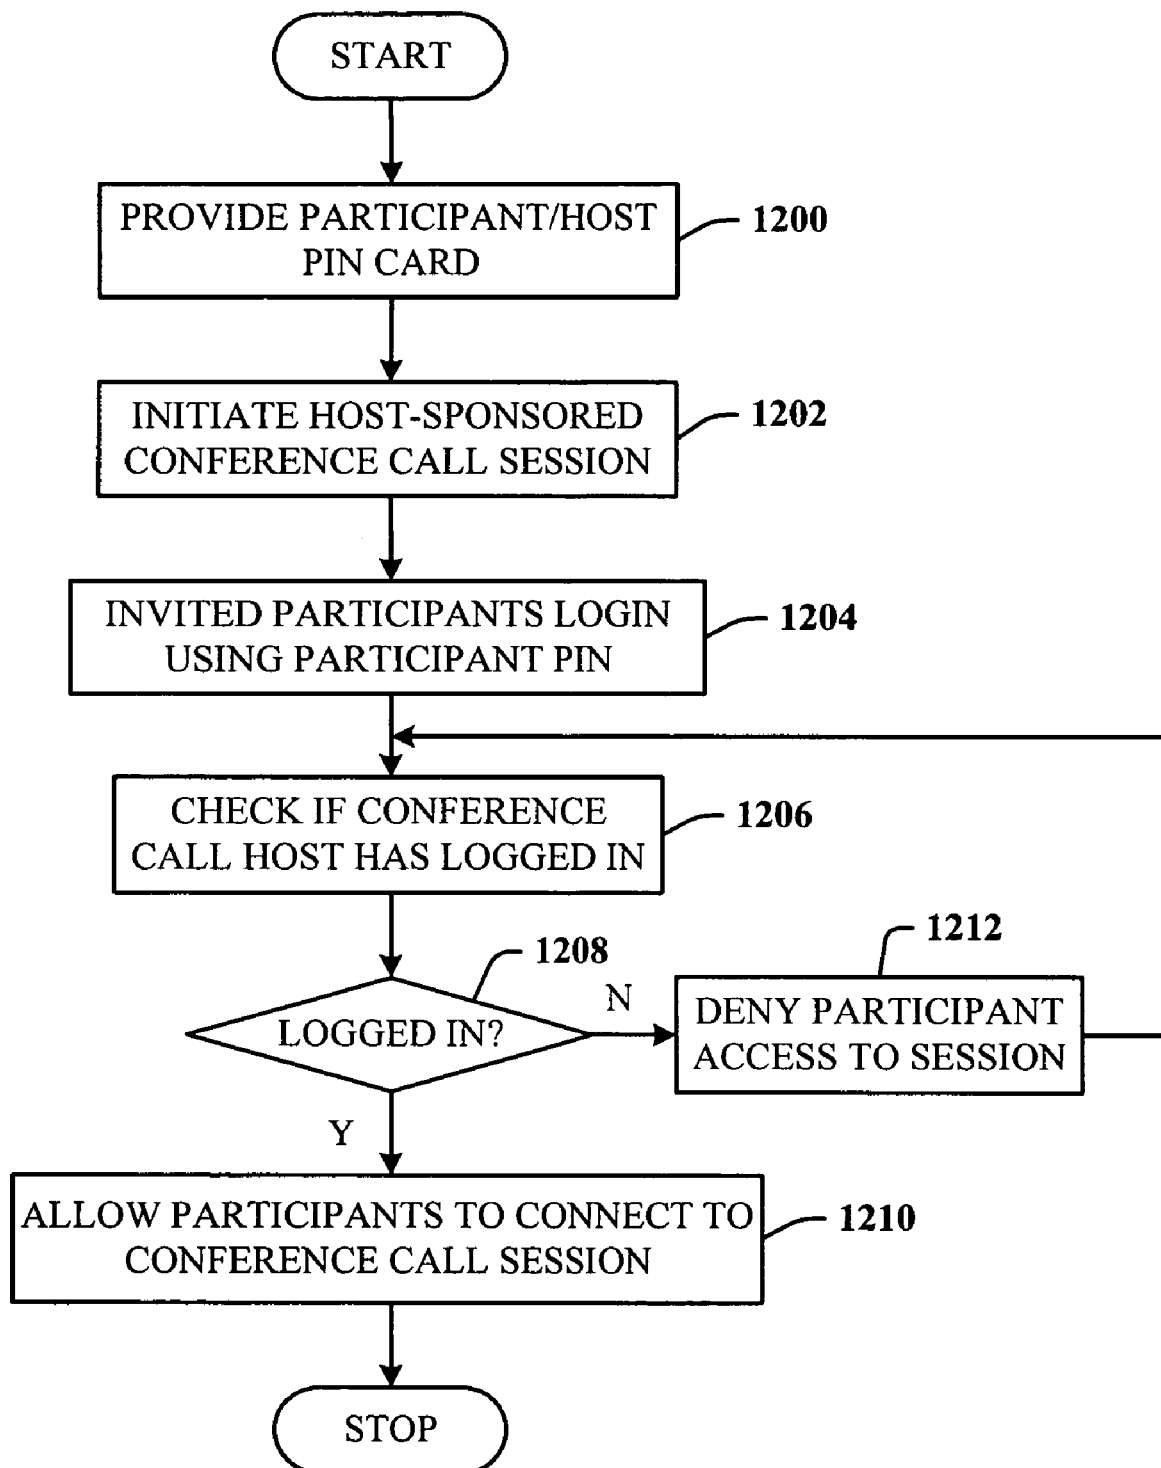 START
PROVIDE PARTICIPANT/HOST
PIN CARD
1200
INITIATE HOST-SPONSORED
CONFERENCE CALL SESSION
1202
INVITED PARTICIPANTS LOGIN
USING PARTICIPANT PIN
1204
CHECK IF CONFERENCE
CALL HOST HAS LOGGED IN
1206
LOGGED IN?
1208
N
DENY PARTICIPANT
ACCESS TO SESSION
1212
Y
ALLOW PARTICIPANTS TO CONNECT TO
CONFERENCE CALL SESSION
1210
STOP